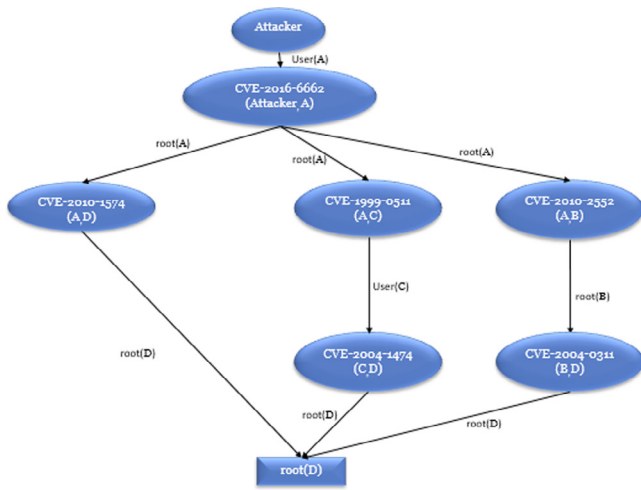 Attacker
User(A)
CVE-2016-6662
(Attacker,A)
root(A)
root(A)
root(A)
CVE-2010-1574
(A,D)
CVE-1999-0511
(A,C)
CVE-2010-2552
(A,B)
User(C)
root(B)
root(D)
CVE-2004-1474
(C,D)
CVE-2004-0311
(B,D)
root(D)
root(D)
root(D)